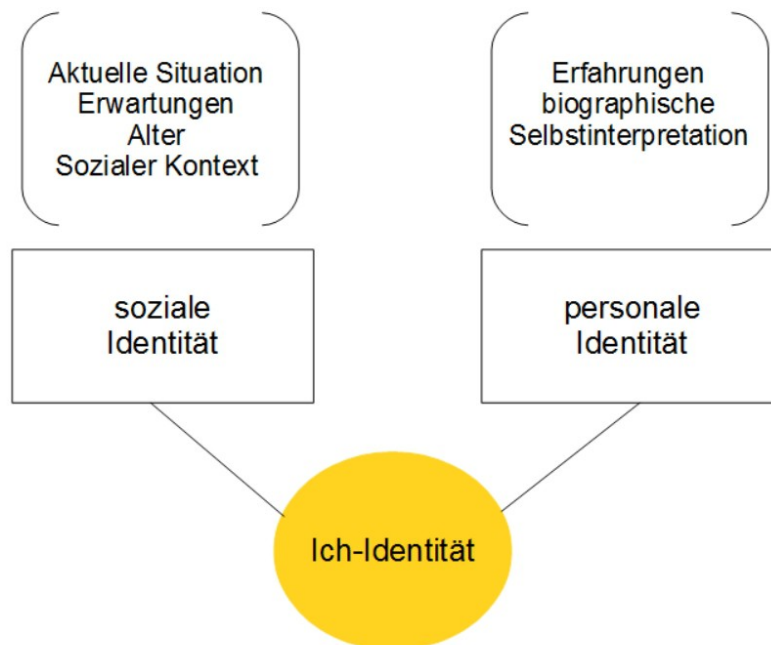 Aktuelle Situation
Erwartungen
Alter
Sozialer Kontext
Erfahrungen
biographische
Selbstinterpretation
soziale
Identität
personale
Identität
Ich-Identität